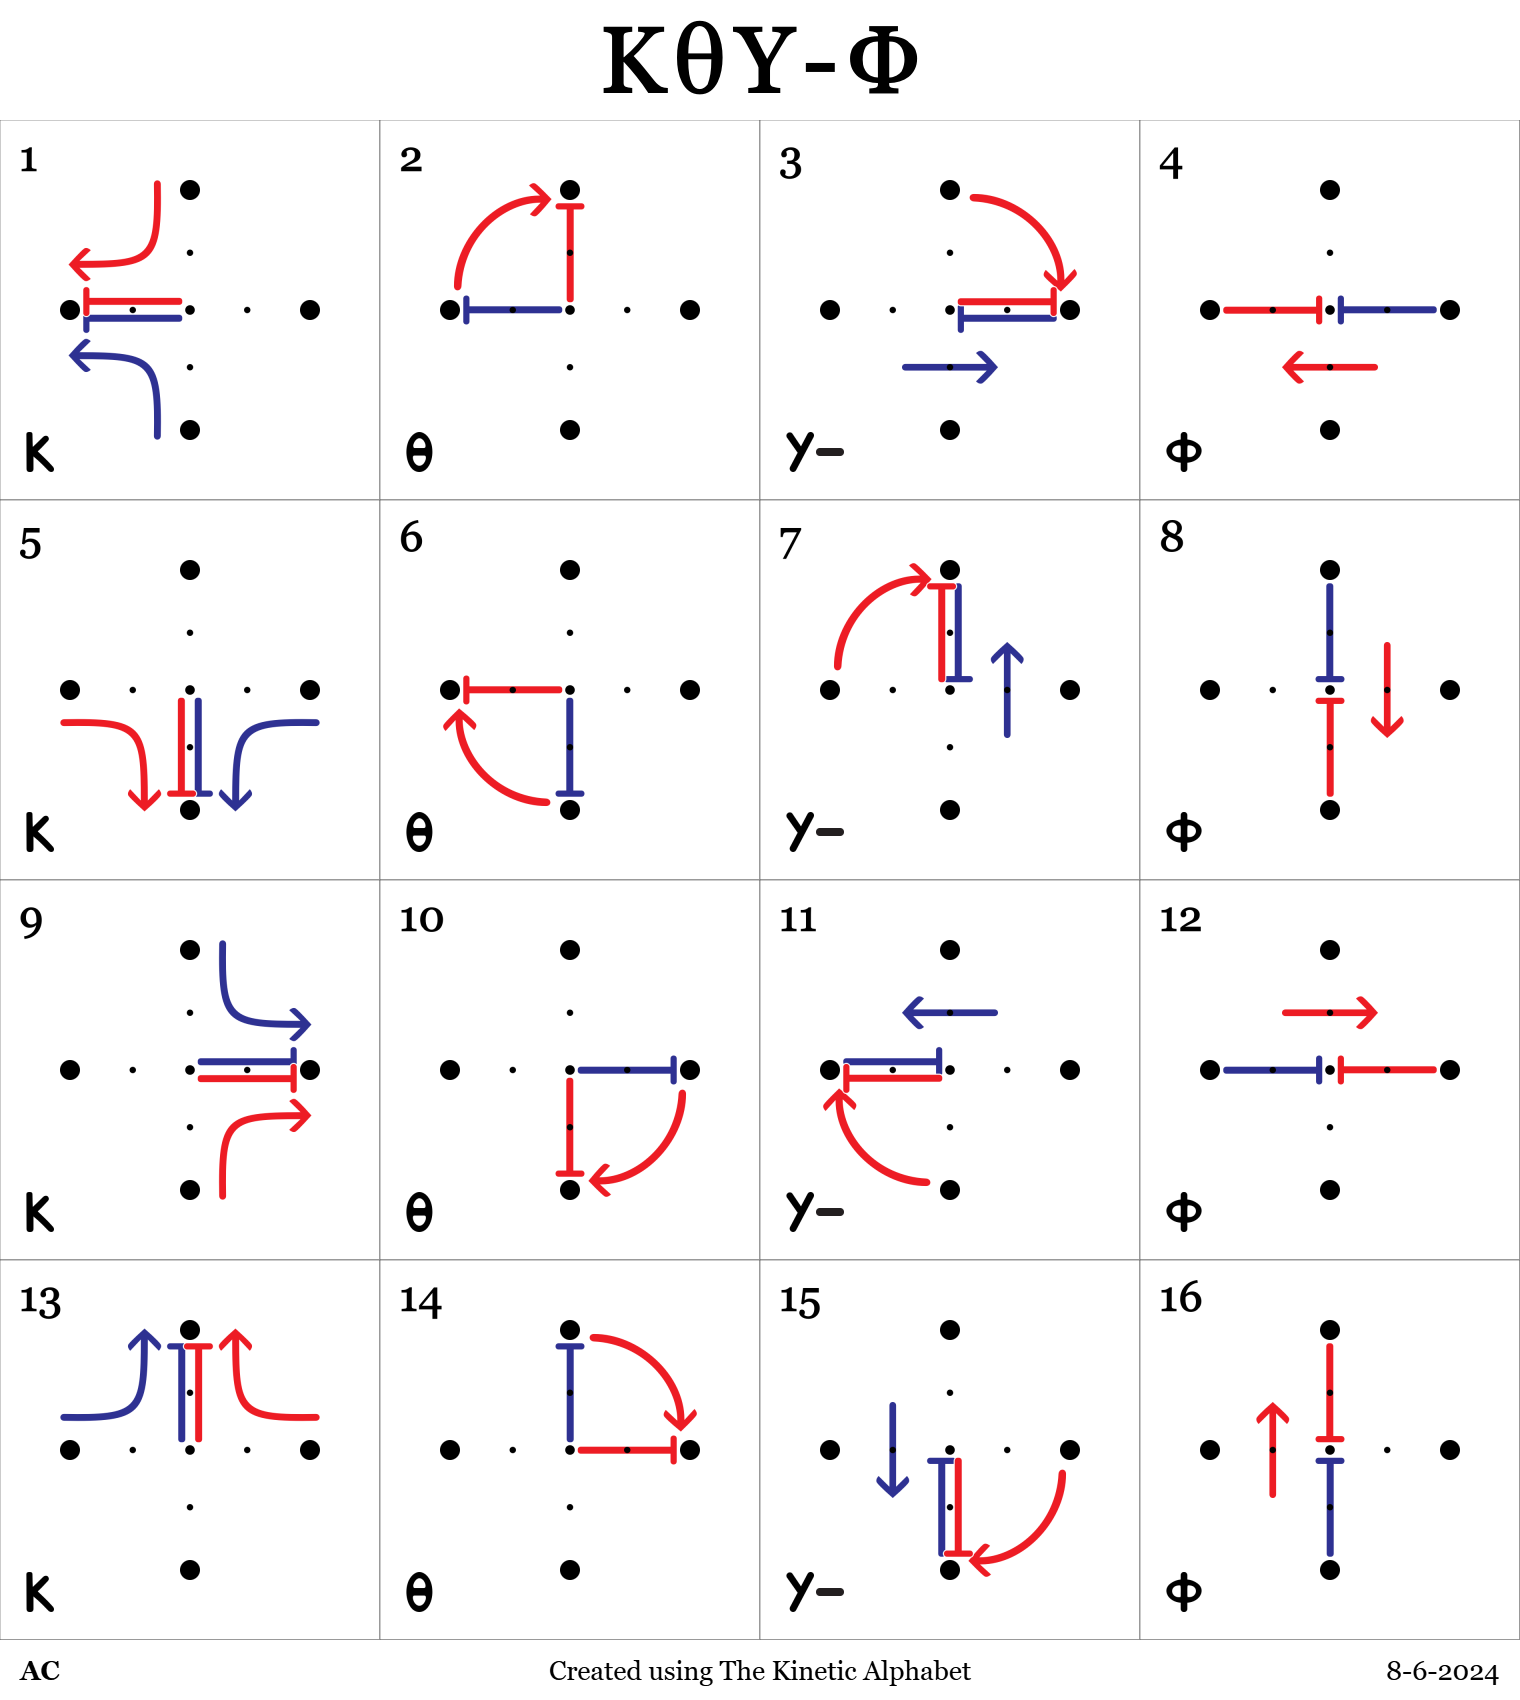 KθY-Φ
1 2 3 4
K θ Y- Φ
5 6 7 8
K θ Y- Φ
9 10 11 12
K θ Y- Φ
13 14 15 16
K θ Y- Φ
AC Created using The Kinetic Alphabet 8-6-2024